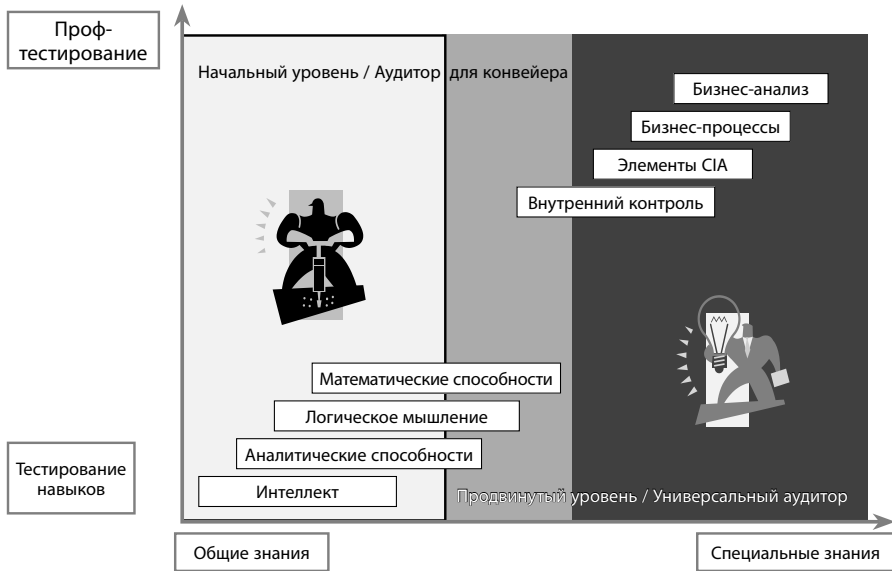 Проф-
тестирование
Начальный уровень / Аудитор для конвейера
Бизнес-анализ
Бизнес-процессы
Элементы CIA
Внутренний контроль
Математические способности
Логическое мышление
Аналитические способности
Интеллект
Тестирование
навыков
Продвинутый уровень / Универсальный аудитор
Общие знания
Специальные знания